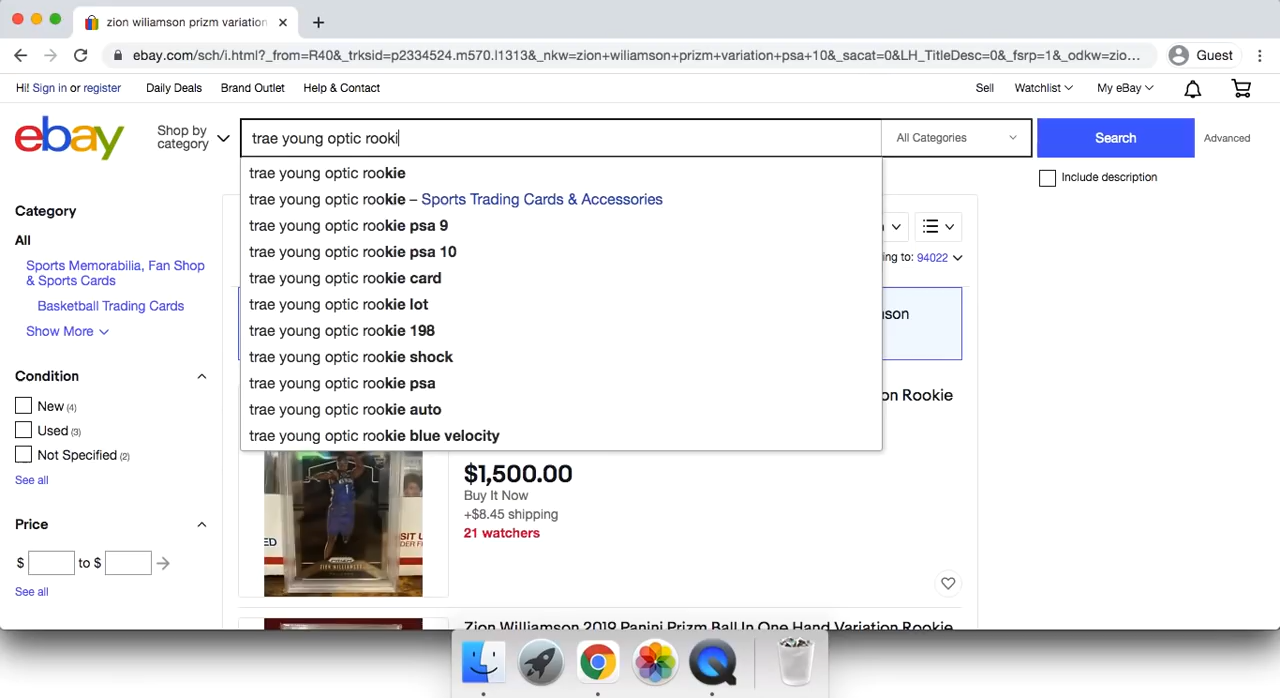 zion wiliamson prizm variation
ebay.com/sch/i.html?_from=R40&_trksid=p2334524.m570.l1313&_nkw=zion+wiliamson+prizm+variation+psa+10&_sacat=0&LH_TitleDesc=0&_fsrp=1&_odkw=zio...
Guest
Hi! Sign in or register
Daily Deals
Brand Outlet
Help & Contact
Sell
Watchlist
My eBay
ebay
Shop by
category
trae young optic rooki
All Categories
Search
Advanced
Include description
trae young optic rookie
trae young optic rookie – Sports Trading Cards & Accessories
trae young optic rookie psa 9
trae young optic rookie psa 10
trae young optic rookie card
trae young optic rookie lot
trae young optic rookie 198
trae young optic rookie shock
trae young optic rookie psa
trae young optic rookie auto
trae young optic rookie blue velocity
Category
All
Sports Memorabilia, Fan Shop
& Sports Cards
Basketball Trading Cards
Show More
Condition
New (4)
Used (3)
Not Specified (2)
See all
Price
$ to $
See all
ing to: 94022
nson
on Rookie
$1,500.00
Buy It Now
+$8.45 shipping
21 watchers
Zion Williamson 2019 Panini Prizm Ball In One Hand Variation Rookie